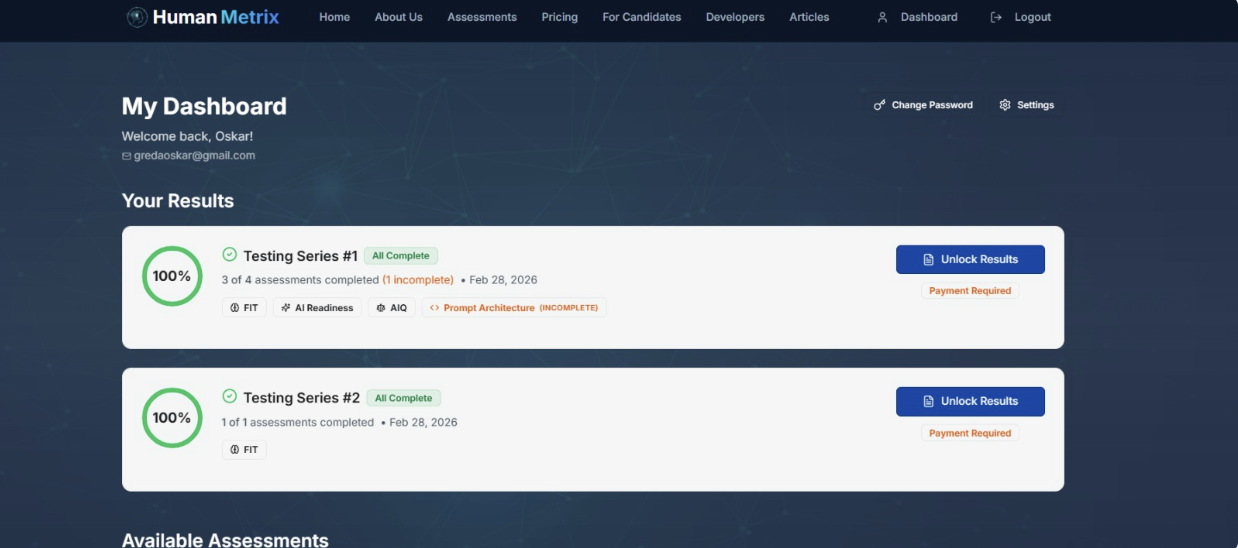 Human Metrix Home About Us Assessments Pricing For Candidates Developers Articles Dashboard Logout
My Dashboard
Change Password Settings
Welcome back, Oskar!
gredaoskar@gmail.com
Your Results
100%
Testing Series #1 All Complete
3 of 4 assessments completed (1 incomplete) • Feb 28, 2026
FIT AI Readiness AIQ <> Prompt Architecture (INCOMPLETE)
Unlock Results
Payment Required
100%
Testing Series #2 All Complete
1 of 1 assessments completed • Feb 28, 2026
FIT
Unlock Results
Payment Required
Available Assessments